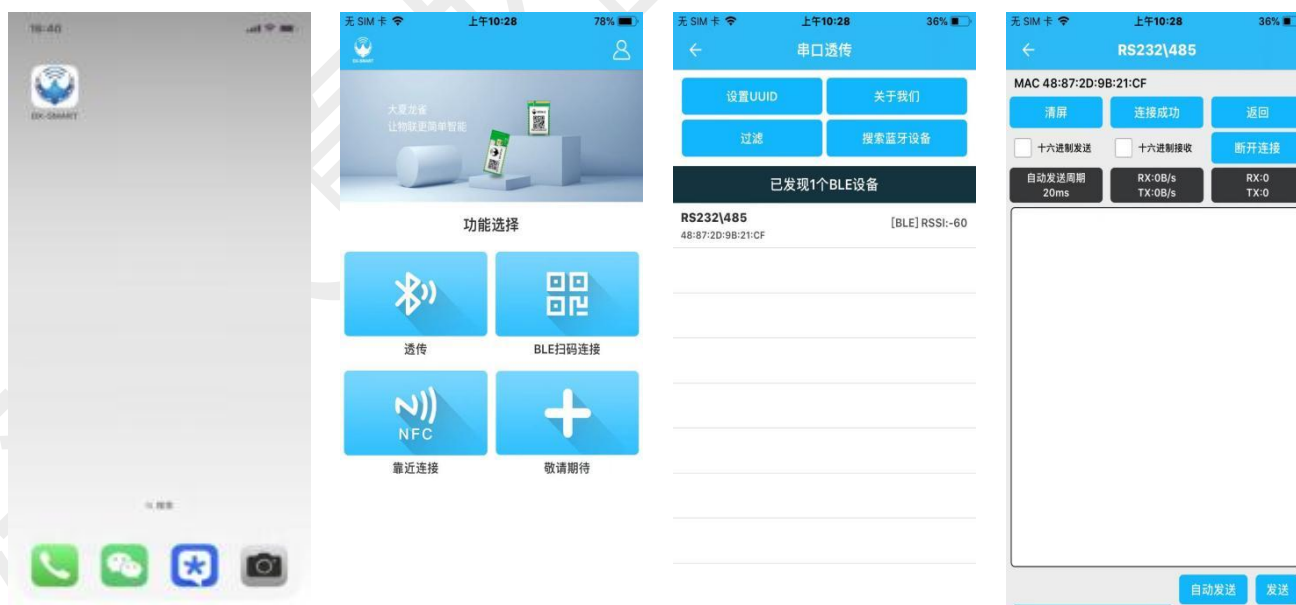 16:40
DX-SMART
搜索
无 SIM 卡
上午10:28
78%
大夏龙雀
让物联更简单智能
功能选择
透传
BLE扫码连接
NFC
靠近连接
敬请期待
无 SIM 卡
上午10:28
36%
串口透传
设置UUID
关于我们
过滤
搜索蓝牙设备
已发现1个BLE设备
RS232\485
[BLE] RSSI:-60
48:87:2D:9B:21:CF
无 SIM 卡
上午10:28
36%
RS232\485
MAC 48:87:2D:9B:21:CF
清屏
连接成功
返回
十六进制发送
十六进制接收
断开连接
自动发送周期
20ms
RX:0B/s
TX:0B/s
RX:0
TX:0
自动发送
发送